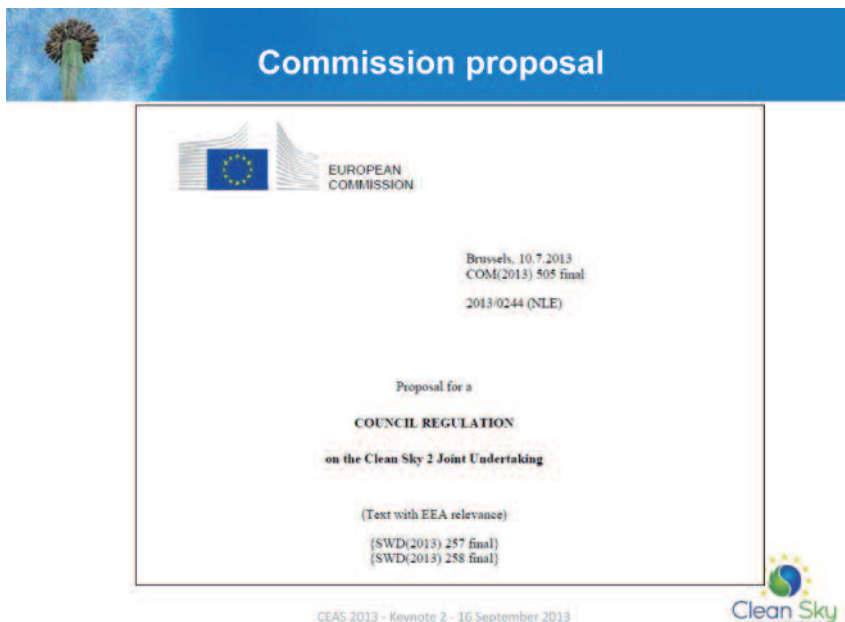 Commission proposal
EUROPEAN
COMMISSION
Brussels, 10.7.2013
COM(2013) 505 final
2013/0244 (NLE)
Proposal for a
COUNCIL REGULATION
on the Clean Sky 2 Joint Undertaking
(Text with EEA relevance)
{SWD(2013) 257 final}
{SWD(2013) 258 final}
Clean Sky
CEAS 2013 - Keynote 2 - 16 September 2013